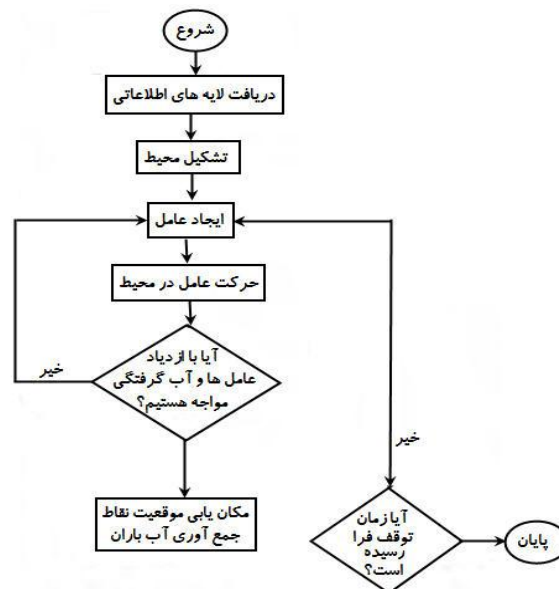 شروع
دریافت لایه های اطلاعاتی
تشکیل محیط
ایجاد عامل
حرکت عامل در محیط
آیا با ازدیاد
عامل ها و آب گرفتگی
مواجه هستیم؟
خیر
خیر
مکان یابی موقعیت نقاط
جمع آوری آب باران
آیا زمان
توقف فرا
رسیده
است؟
پایان